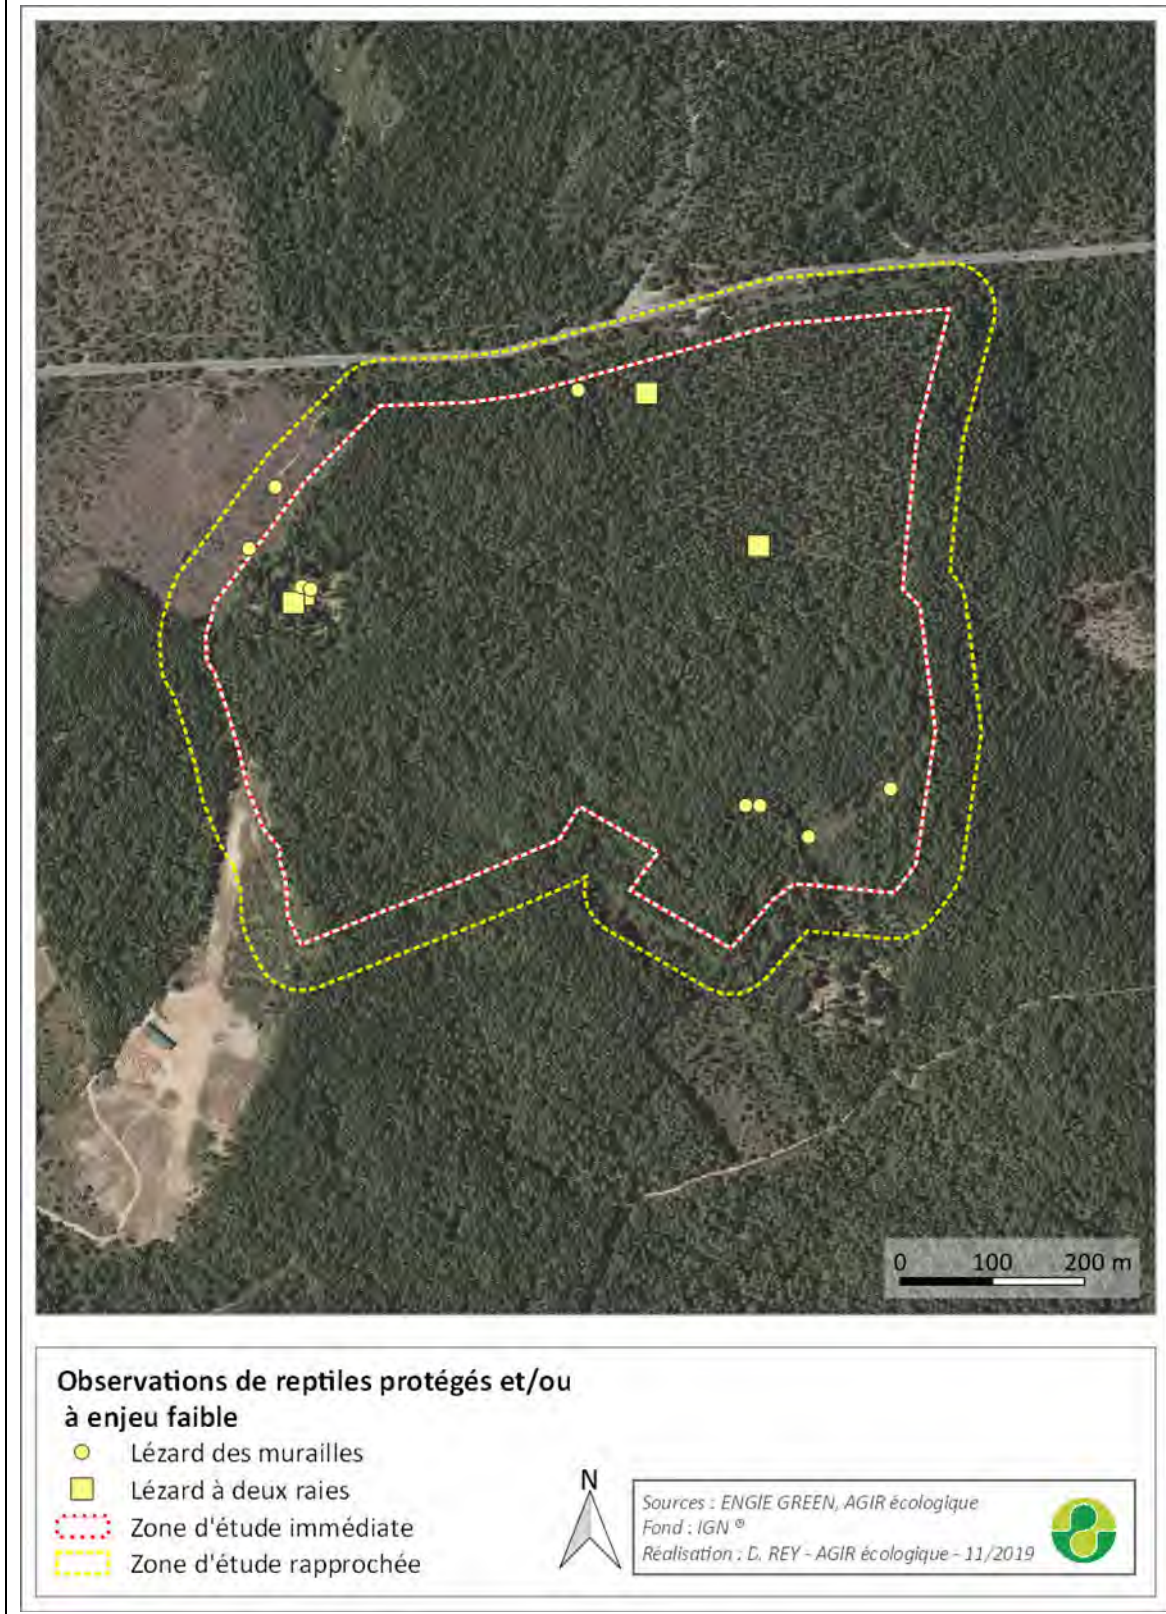 0 100 200 m
Observations de reptiles protégés et/ou
à enjeu faible
Lézard des murailles
Lézard à deux raies
Zone d'étude immédiate
Zone d'étude rapprochée
N
Sources : ENGIE GREEN, AGIR écologique
Fond : IGN ®
Réalisation : D. REY - AGIR écologique - 11/2019